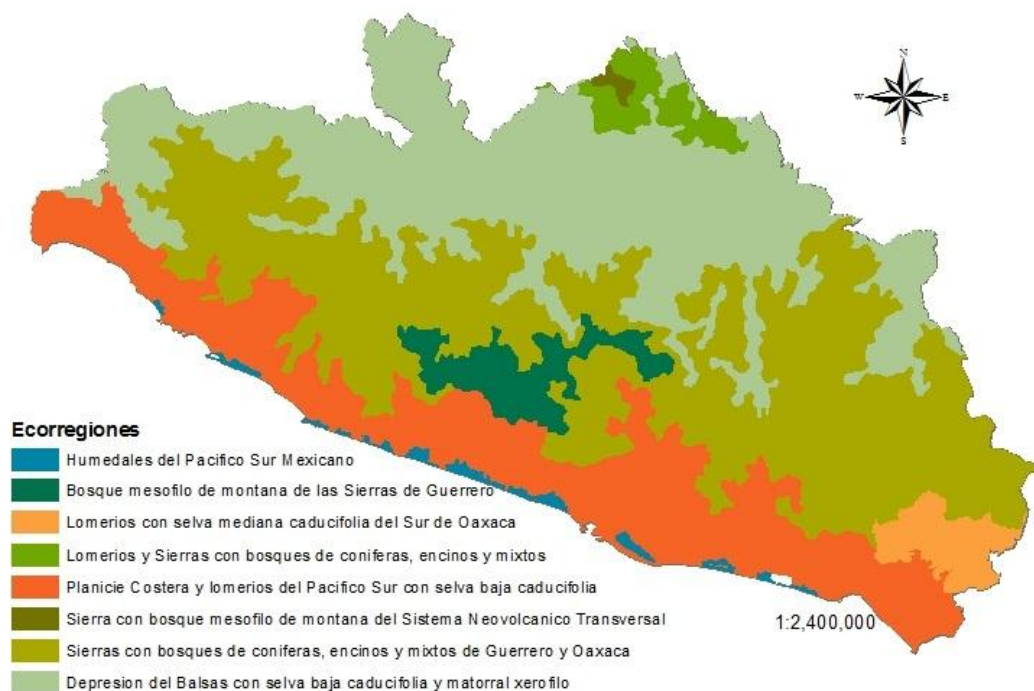 N
W E
S
Ecorregiones
Humedales del Pacifico Sur Mexicano
Bosque mesofilo de montana de las Sierras de Guerrero
Lomerios con selva mediana caducifolia del Sur de Oaxaca
Lomerios y Sierras con bosques de coniferas, encinos y mixtos
Planicie Costera y lomerios del Pacifico Sur con selva baja caducifolia
Sierra con bosque mesofilo de montana del Sistema Neovolcanico Transversal
1:2,400,000
Sierras con bosques de coniferas, encinos y mixtos de Guerrero y Oaxaca
Depresion del Balsas con selva baja caducifolia y matorral xerofilo